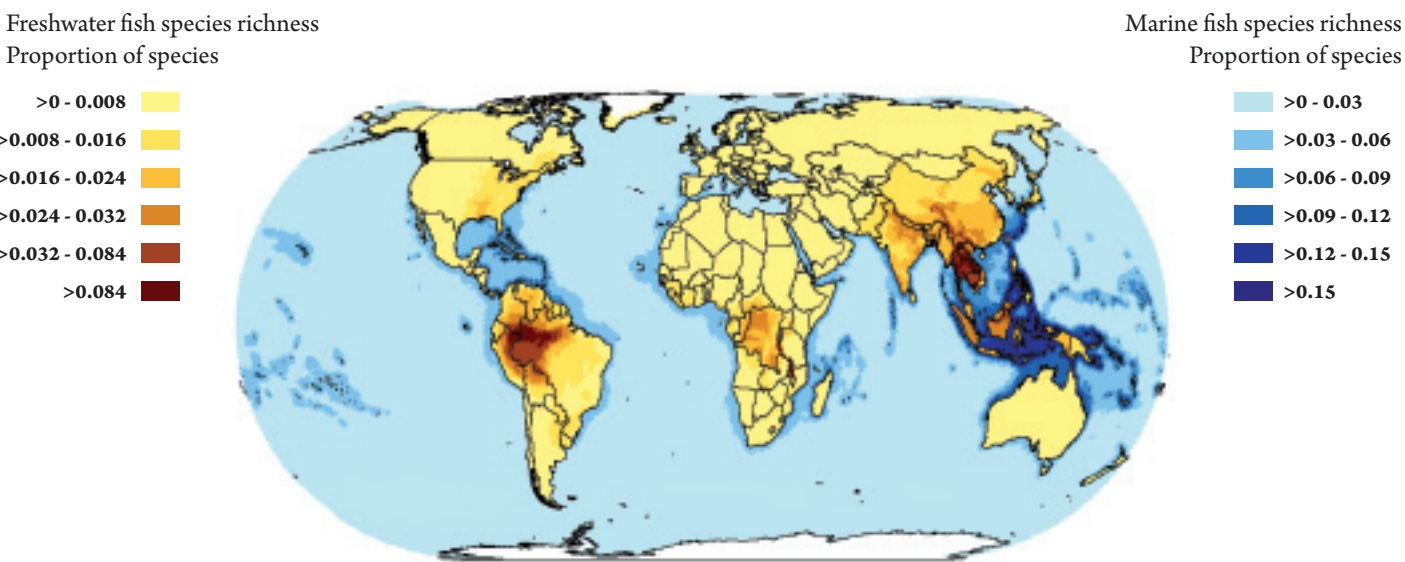 Freshwater fish species richness
Proportion of species
>0 - 0.008
>0.008 - 0.016
>0.016 - 0.024
>0.024 - 0.032
>0.032 - 0.084
>0.084
Marine fish species richness
Proportion of species
>0 - 0.03
>0.03 - 0.06
>0.06 - 0.09
>0.09 - 0.12
>0.12 - 0.15
>0.15